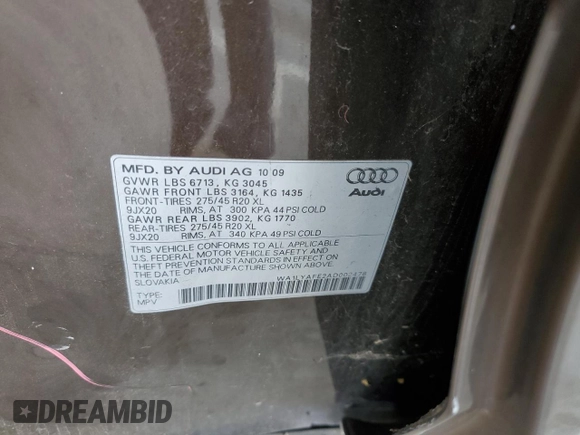 MFD. BY AUDI AG 10 09
GVWR LBS 6713, KG 3045
GAWR FRONT LBS 3164, KG 1435
FRONT-TIRES 275/45 R20 XL
9JX20 RIMS, AT 300 KPA 44 PSI COLD
GAWR REAR LBS 3902, KG 1770
REAR-TIRES 275/45 R20 XL
9JX20 RIMS, AT 340 KPA 49 PSI COLD
THIS VEHICLE CONFORMS TO ALL APPLICABLE
U.S. FEDERAL MOTOR VEHICLE SAFETY AND
THEFT PREVENTION STANDARDS IN EFFECT ON
THE DATE OF MANUFACTURE SHOWN ABOVE.
SLOVAKIA
TYPE:
MPV
Audi
DREAMBID